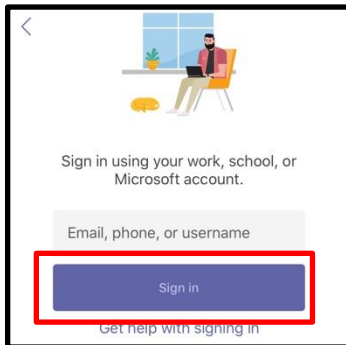 Sign in using your work, school, or
Microsoft account.
Email, phone, or username
Sign in
Get help with signing in